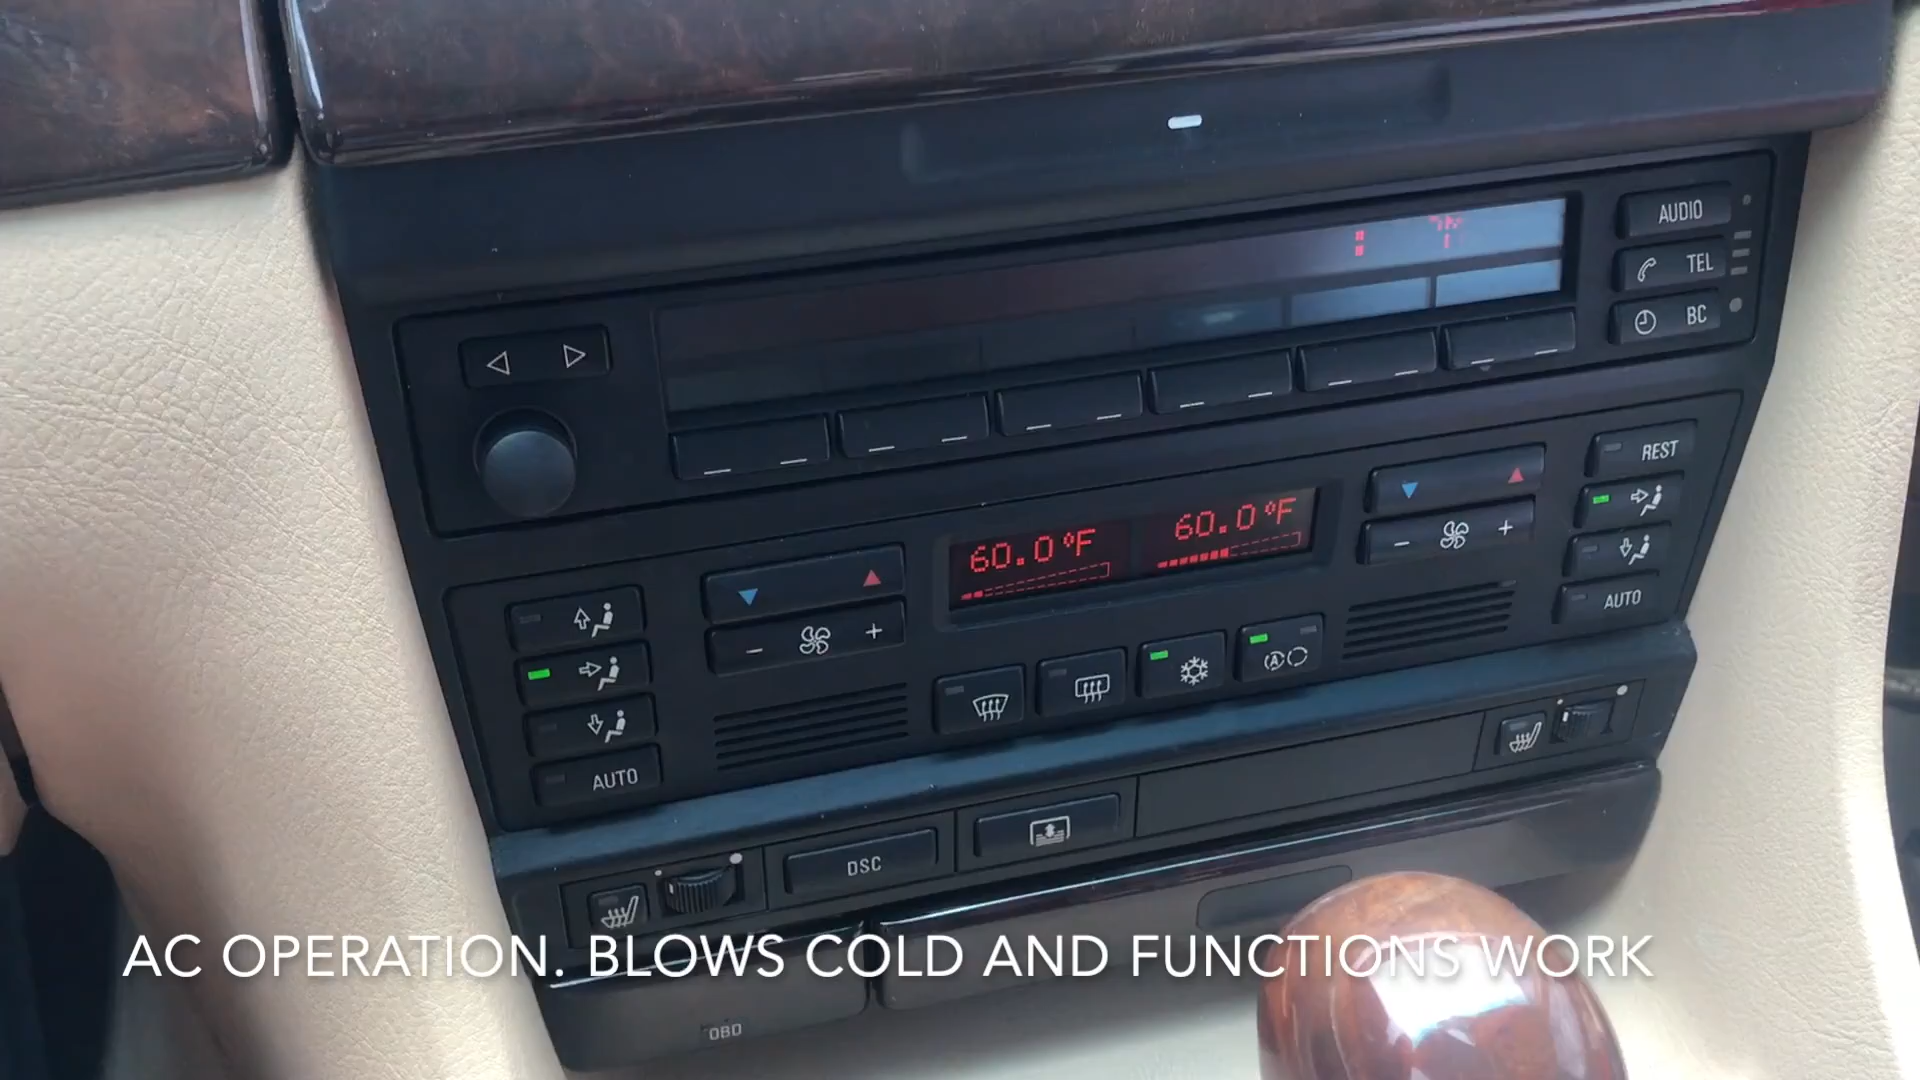 AUDIO
TEL
BC
REST
60.0°F
60.0°F
AUTO
AUTO
DSC
AC OPERATION. BLOWS COLD AND FUNCTIONS WORK
OBD